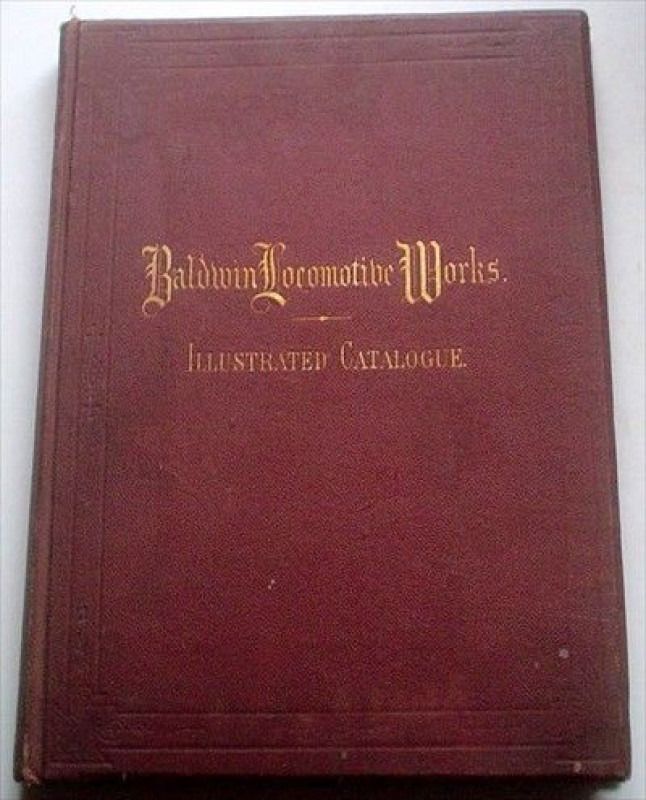 Baldwin Locomotive Works.
ILLUSTRATED CATALOGUE.